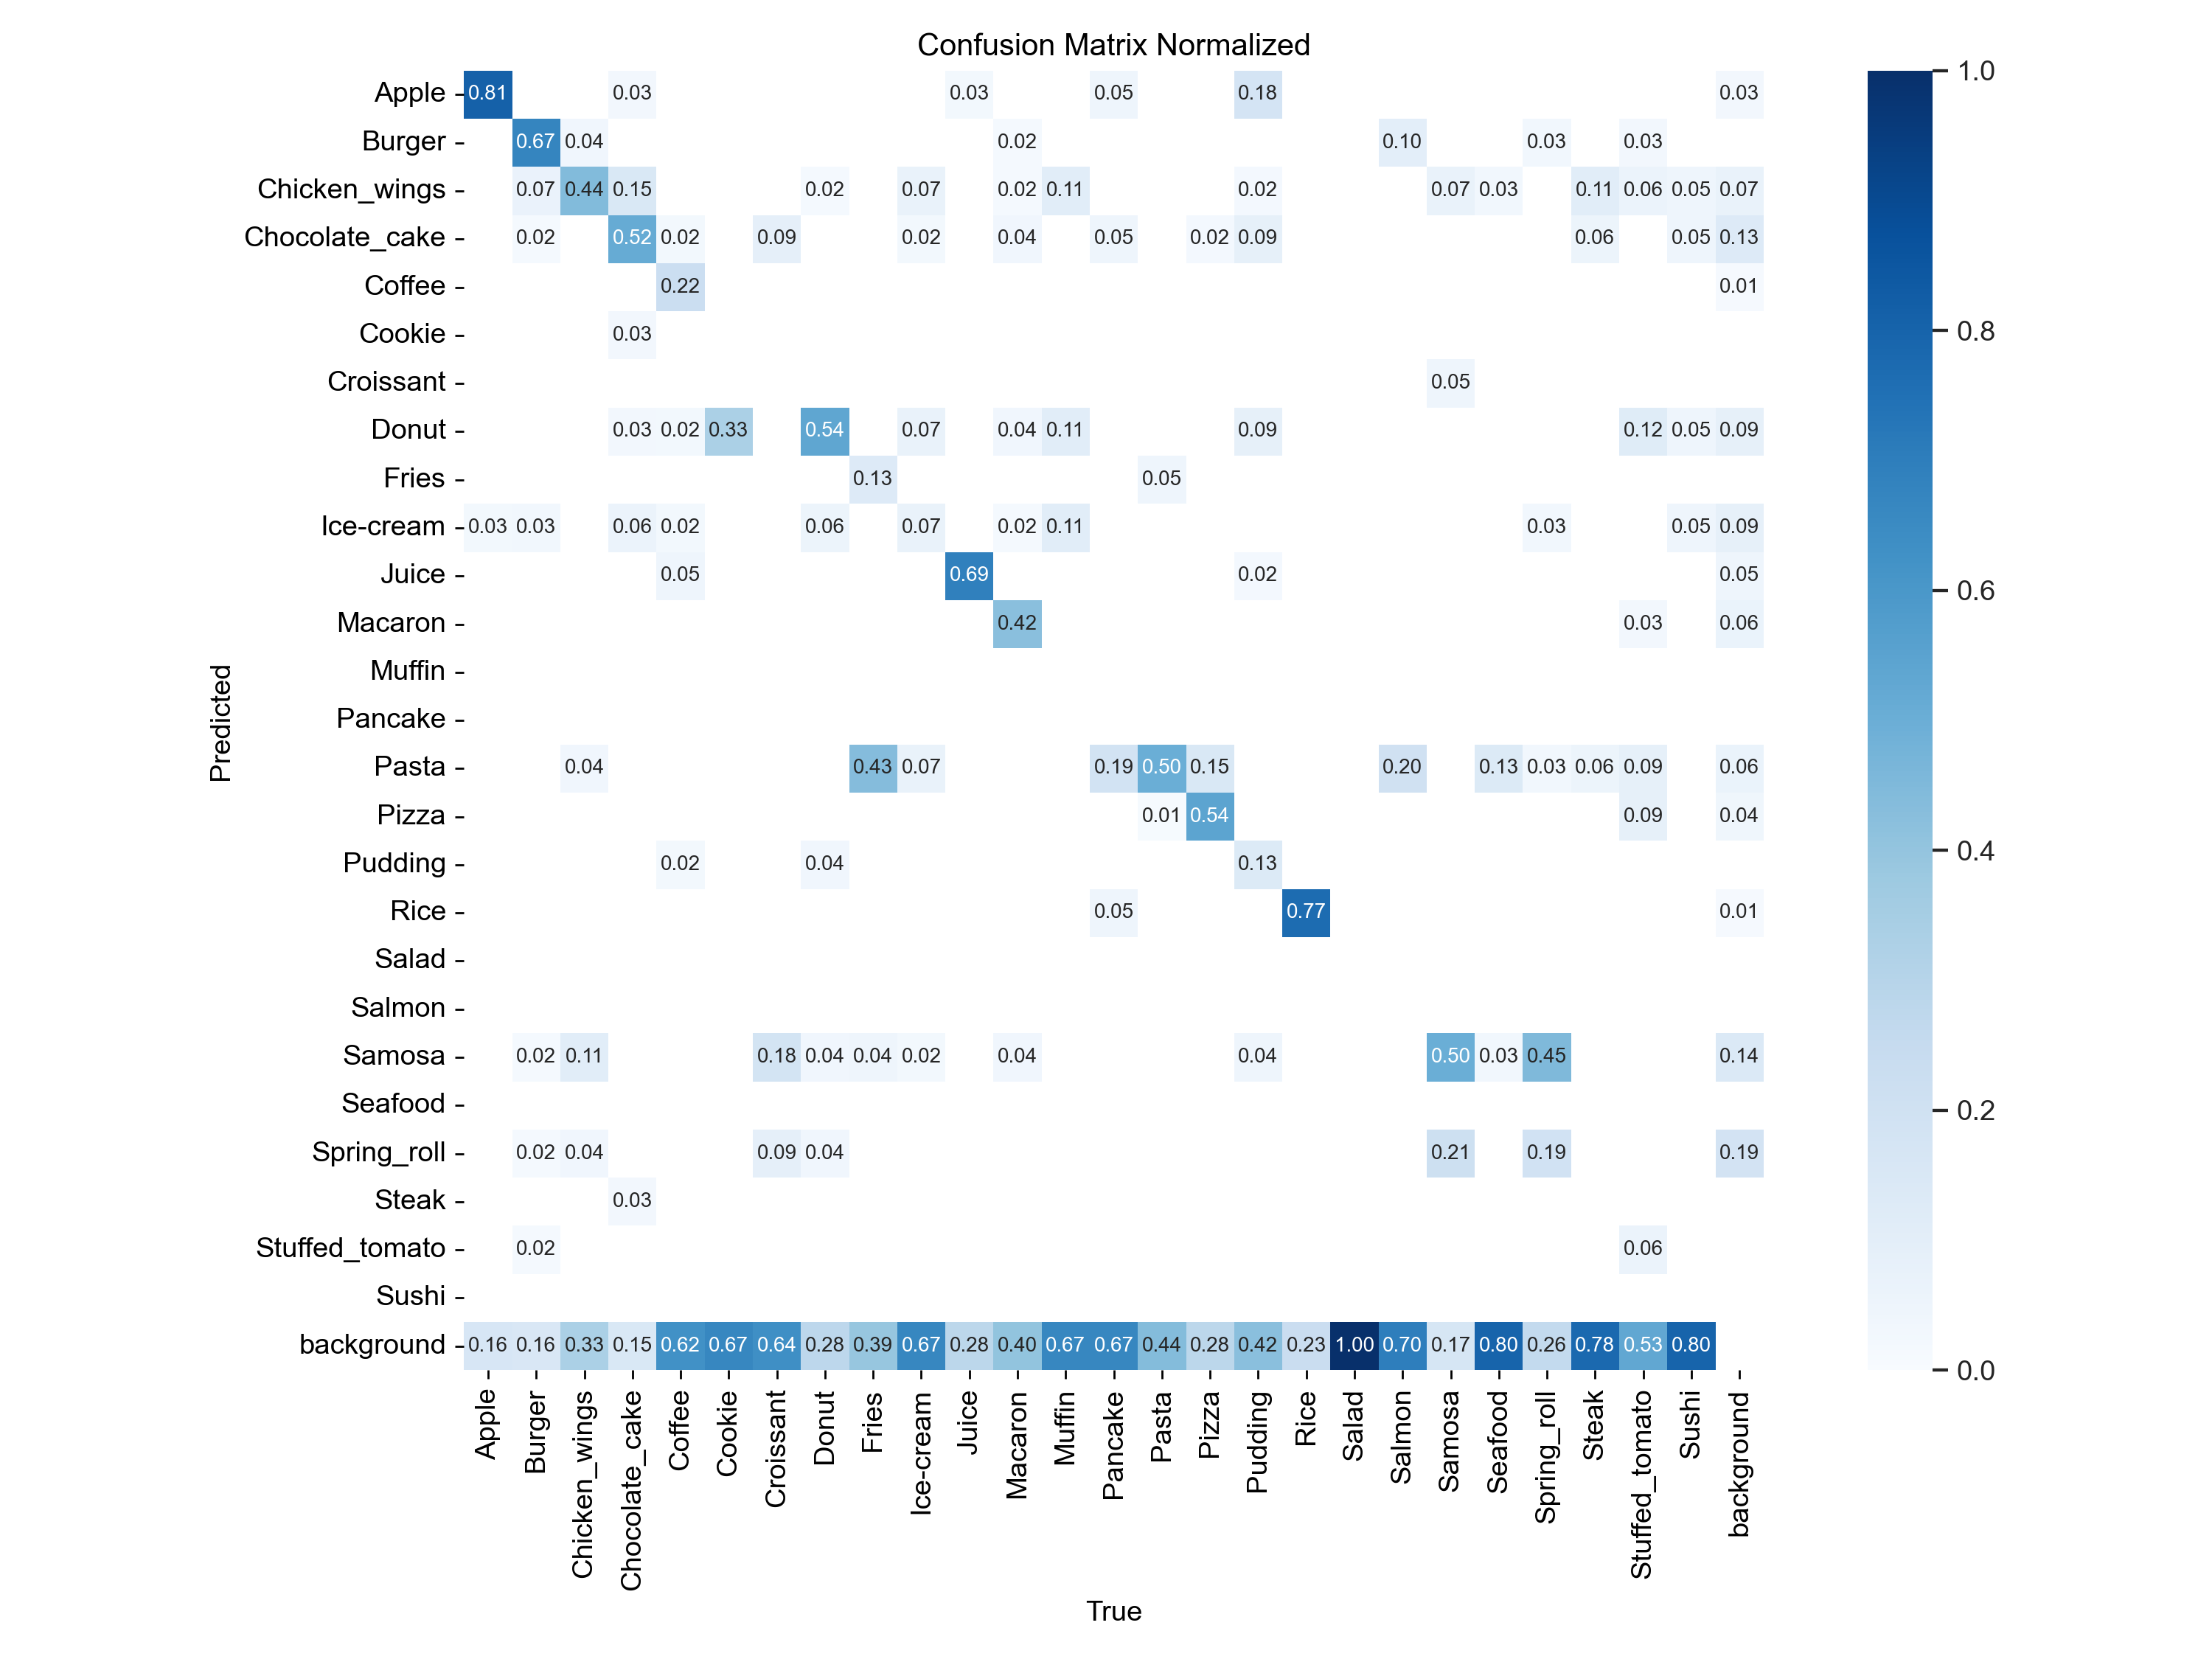 Confusion Matrix Normalized
Apple 0.81 0.03 0.03 0.05 0.18 0.03
Burger 0.67 0.04 0.02 0.10 0.03 0.03
Chicken_wings 0.07 0.44 0.15 0.02 0.07 0.02 0.11 0.02 0.07 0.03 0.11 0.06 0.05 0.07
Chocolate_cake 0.02 0.52 0.02 0.09 0.02 0.04 0.05 0.02 0.09 0.06 0.05 0.13
Coffee 0.22 0.01
Cookie 0.03
Croissant 0.05
Donut 0.03 0.02 0.33 0.54 0.07 0.04 0.11 0.09 0.12 0.05 0.09
Fries 0.13 0.05
Ice-cream 0.03 0.03 0.06 0.02 0.06 0.07 0.02 0.11 0.03 0.05 0.09
Juice 0.05 0.69 0.02 0.05
Macaron 0.42 0.03 0.06
Muffin
Pancake
Pasta 0.04 0.43 0.07 0.19 0.50 0.15 0.20 0.13 0.03 0.06 0.09 0.06
Pizza 0.01 0.54 0.09 0.04
Pudding 0.02 0.04 0.13
Rice 0.05 0.77 0.01
Salad
Salmon
Samosa 0.02 0.11 0.18 0.04 0.04 0.02 0.04 0.04 0.50 0.03 0.45 0.14
Seafood
Spring_roll 0.02 0.04 0.09 0.04 0.21 0.19 0.19
Steak 0.03
Stuffed_tomato 0.02 0.06
Sushi
background 0.16 0.16 0.33 0.15 0.62 0.67 0.64 0.28 0.39 0.67 0.28 0.40 0.67 0.67 0.44 0.28 0.42 0.23 1.00 0.70 0.17 0.80 0.26 0.78 0.53 0.80
Predicted
Apple
Burger
Chicken_wings
Chocolate_cake
Coffee
Cookie
Croissant
Donut
Fries
Ice-cream
Juice
Macaron
Muffin
Pancake
Pasta
Pizza
Pudding
Rice
Salad
Salmon
Samosa
Seafood
Spring_roll
Steak
Stuffed_tomato
Sushi
background
True
1.0
0.8
0.6
0.4
0.2
0.0